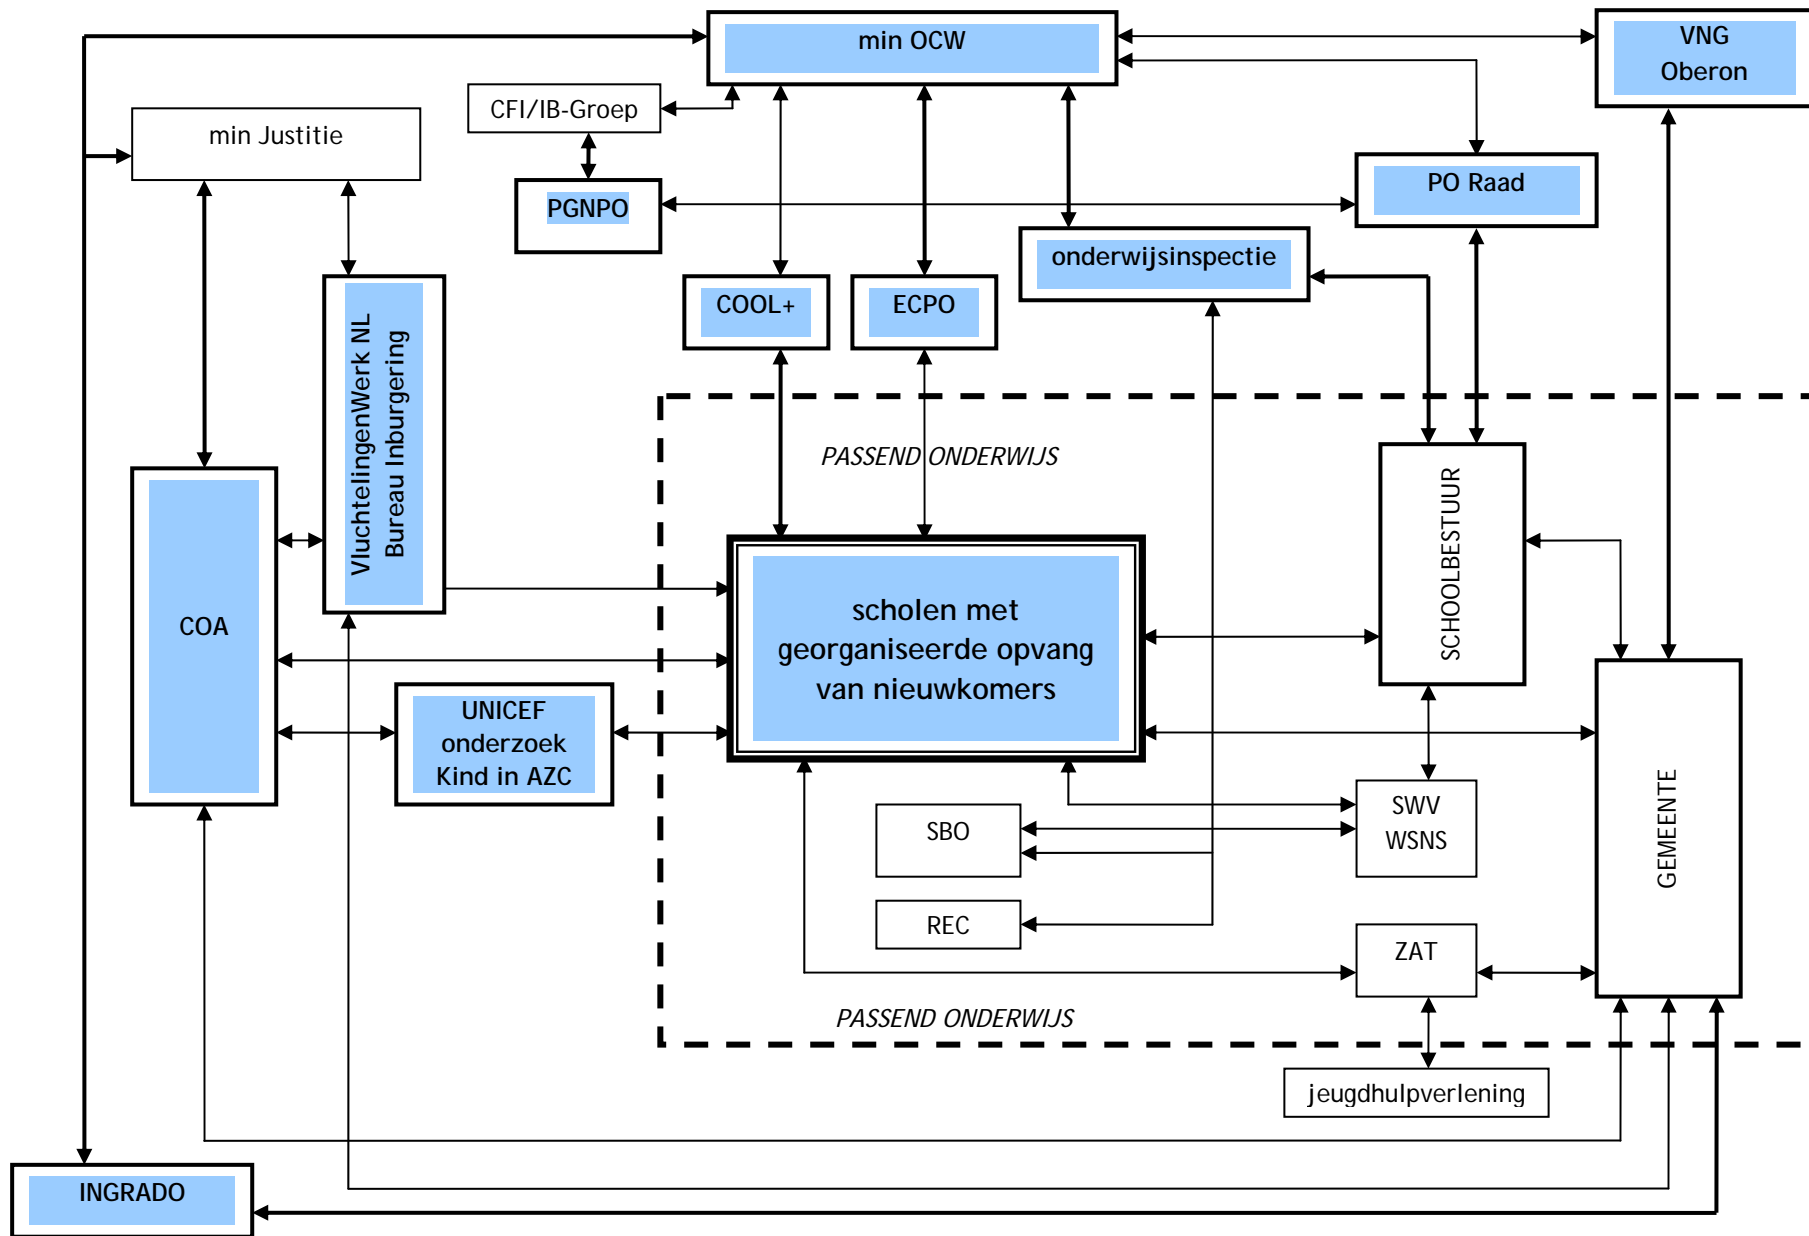 min OCW
VNG
Oberon
CFI/IB-Groep
min Justitie
PGNPO
PO Raad
onderwijsinspectie
COOL+
ECPO
VluchtelingenWerk NL
Bureau Inburgering
PASSEND ONDERWIJS
SCHOOLBESTUUR
COA
scholen met
georganiseerde opvang
van nieuwkomers
UNICEF
onderzoek
Kind in AZC
SBO
SWV
WSNS
GEMEENTE
REC
ZAT
PASSEND ONDERWIJS
jeugdhulpverlening
INGRADO